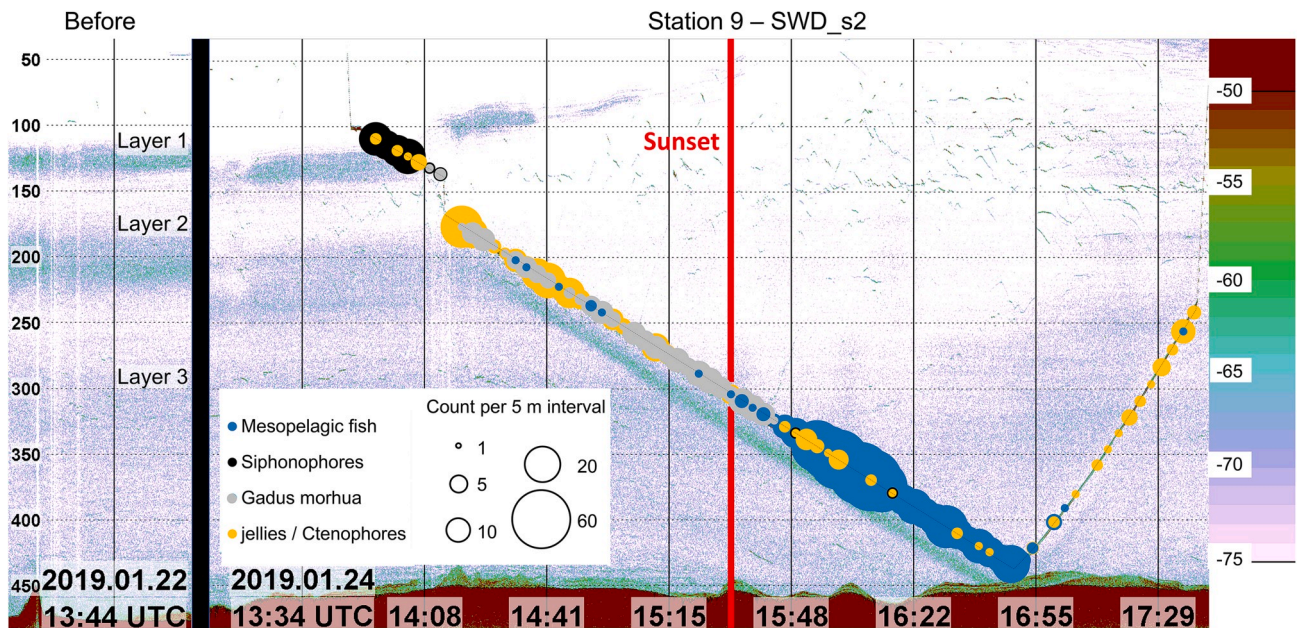 Before
Station 9 – SWD_s2
50
100
150
200
250
300
350
400
450
Layer 1
Layer 2
Layer 3
Sunset
-50
-55
-60
-65
-70
-75
Count per 5 m interval
Mesopelagic fish
Siphonophores
Gadus morhua
jellies / Ctenophores
1
5
10
20
60
2019.01.22
13:44 UTC
2019.01.24
13:34 UTC
14:08
14:41
15:15
15:48
16:22
16:55
17:29